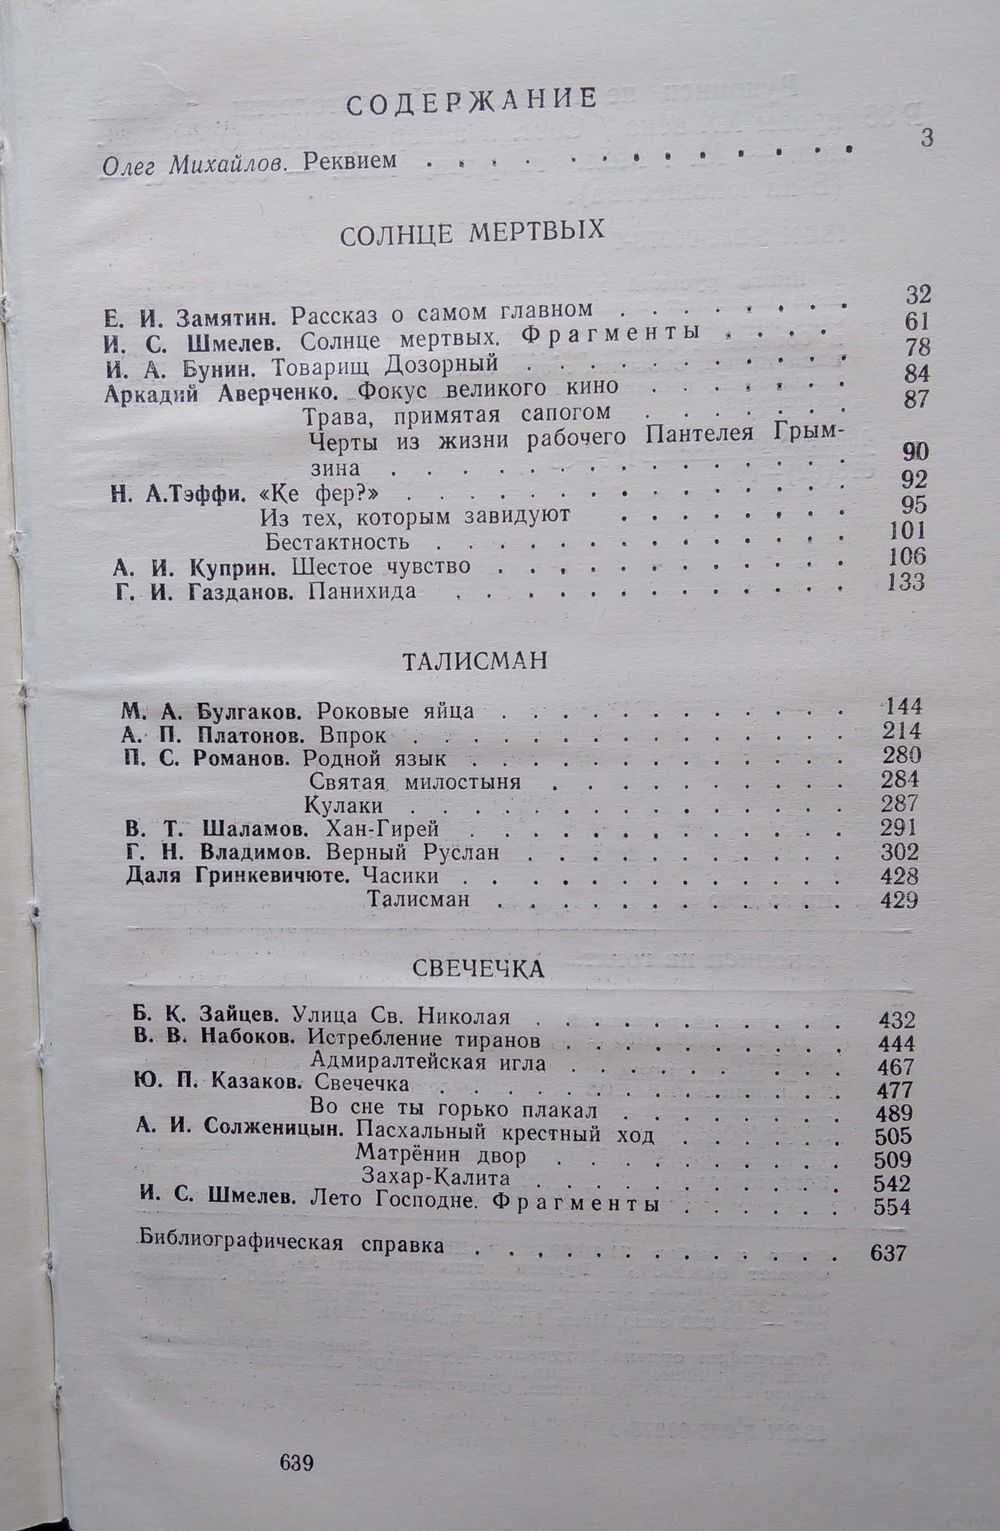 СОДЕРЖАНИЕ
Олег Михайлов. Реквием . . . . . . . . . . . . . . 3
СОЛНЦЕ МЕРТВЫХ
Е. И. Замятин. Рассказ о самом главном . . . . . . . . 32
И. С. Шмелев. Солнце мертвых. Фрагменты . . . . 61
И. А. Бунин. Товарищ Дозорный . . . . . . . . . . . 78
Аркадий Аверченко. Фокус великого кино . . . . . . . 84
Трава, примятая сапогом . . . . . . . 87
Черты из жизни рабочего Пантелея Грым-
зина . . . . . . . . . . . . . . . . 90
Н. А.Тэффи. «Ке фер?» . . . . . . . . . . . . . . . 92
Из тех, которым завидуют . . . . . . . . 95
Бестактность . . . . . . . . . . . . . . 101
А. И. Куприн. Шестое чувство . . . . . . . . . . . . 106
Г. И. Газданов. Панихида . . . . . . . . . . . . . 133
ТАЛИСМАН
М. А. Булгаков. Роковые яйца . . . . . . . . . . . . 144
А. П. Платонов. Впрок . . . . . . . . . . . . . . . 214
П. С. Романов. Родной язык . . . . . . . . . . . . . 280
Святая милостыня . . . . . . . . . . 284
Кулаки . . . . . . . . . . . . . . . 287
В. Т. Шаламов. Хан-Гирей . . . . . . . . . . . . . 291
Г. Н. Владимов. Верный Руслан . . . . . . . . . . . 302
Даля Гринкевичюте. Часики . . . . . . . . . . . . . 428
Талисман . . . . . . . . . . . . 429
СВЕЧЕЧКА
Б. К. Зайцев. Улица Св. Николая . . . . . . . . . . . 432
В. В. Набоков. Истребление тиранов . . . . . . . . . . 444
Адмиралтейская игла . . . . . . . . . 467
Ю. П. Казаков. Свечечка . . . . . . . . . . . . . . 477
Во сне ты горько плакал . . . . . . . . 489
А. И. Солженицын. Пасхальный крестный ход . . . . . . 505
Матрёнин двор . . . . . . . . . . 509
Захар-Калита . . . . . . . . . . . 542
И. С. Шмелев. Лето Господне. Фрагменты . . . . . . 554
Библиографическая справка . . . . . . . . . . . . . 637
639